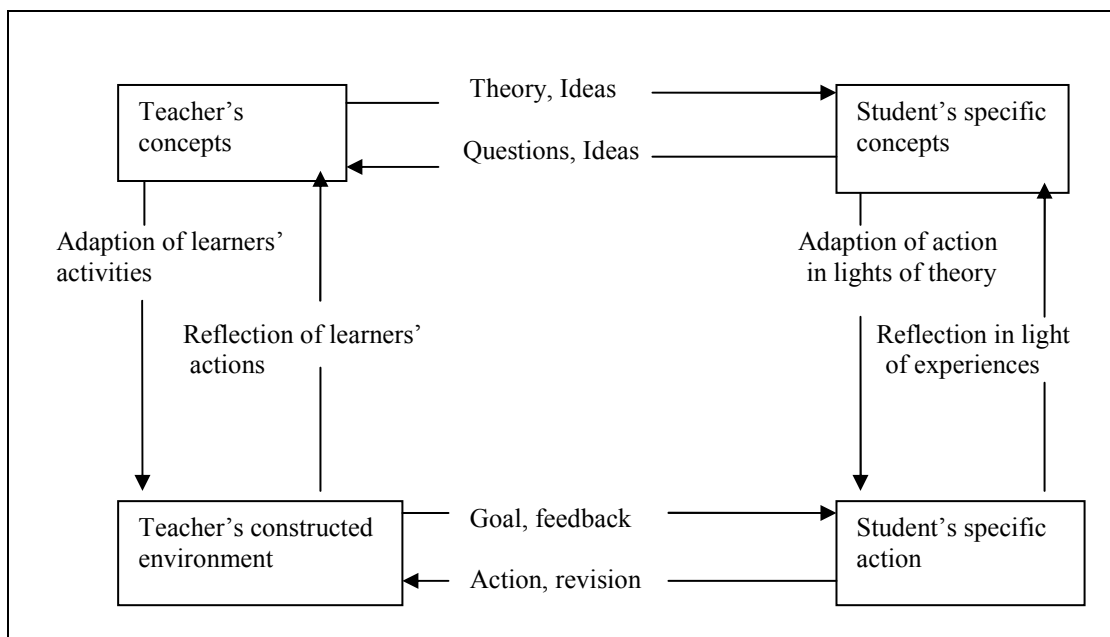 Theory, Ideas
Teacher’s
concepts
Student’s specific
concepts
Questions, Ideas
Adaption of learners’
activities
Adaption of action
in lights of theory
Reflection of learners’
actions
Reflection in light
of experiences
Teacher’s constructed
environment
Goal, feedback
Student’s specific
action
Action, revision